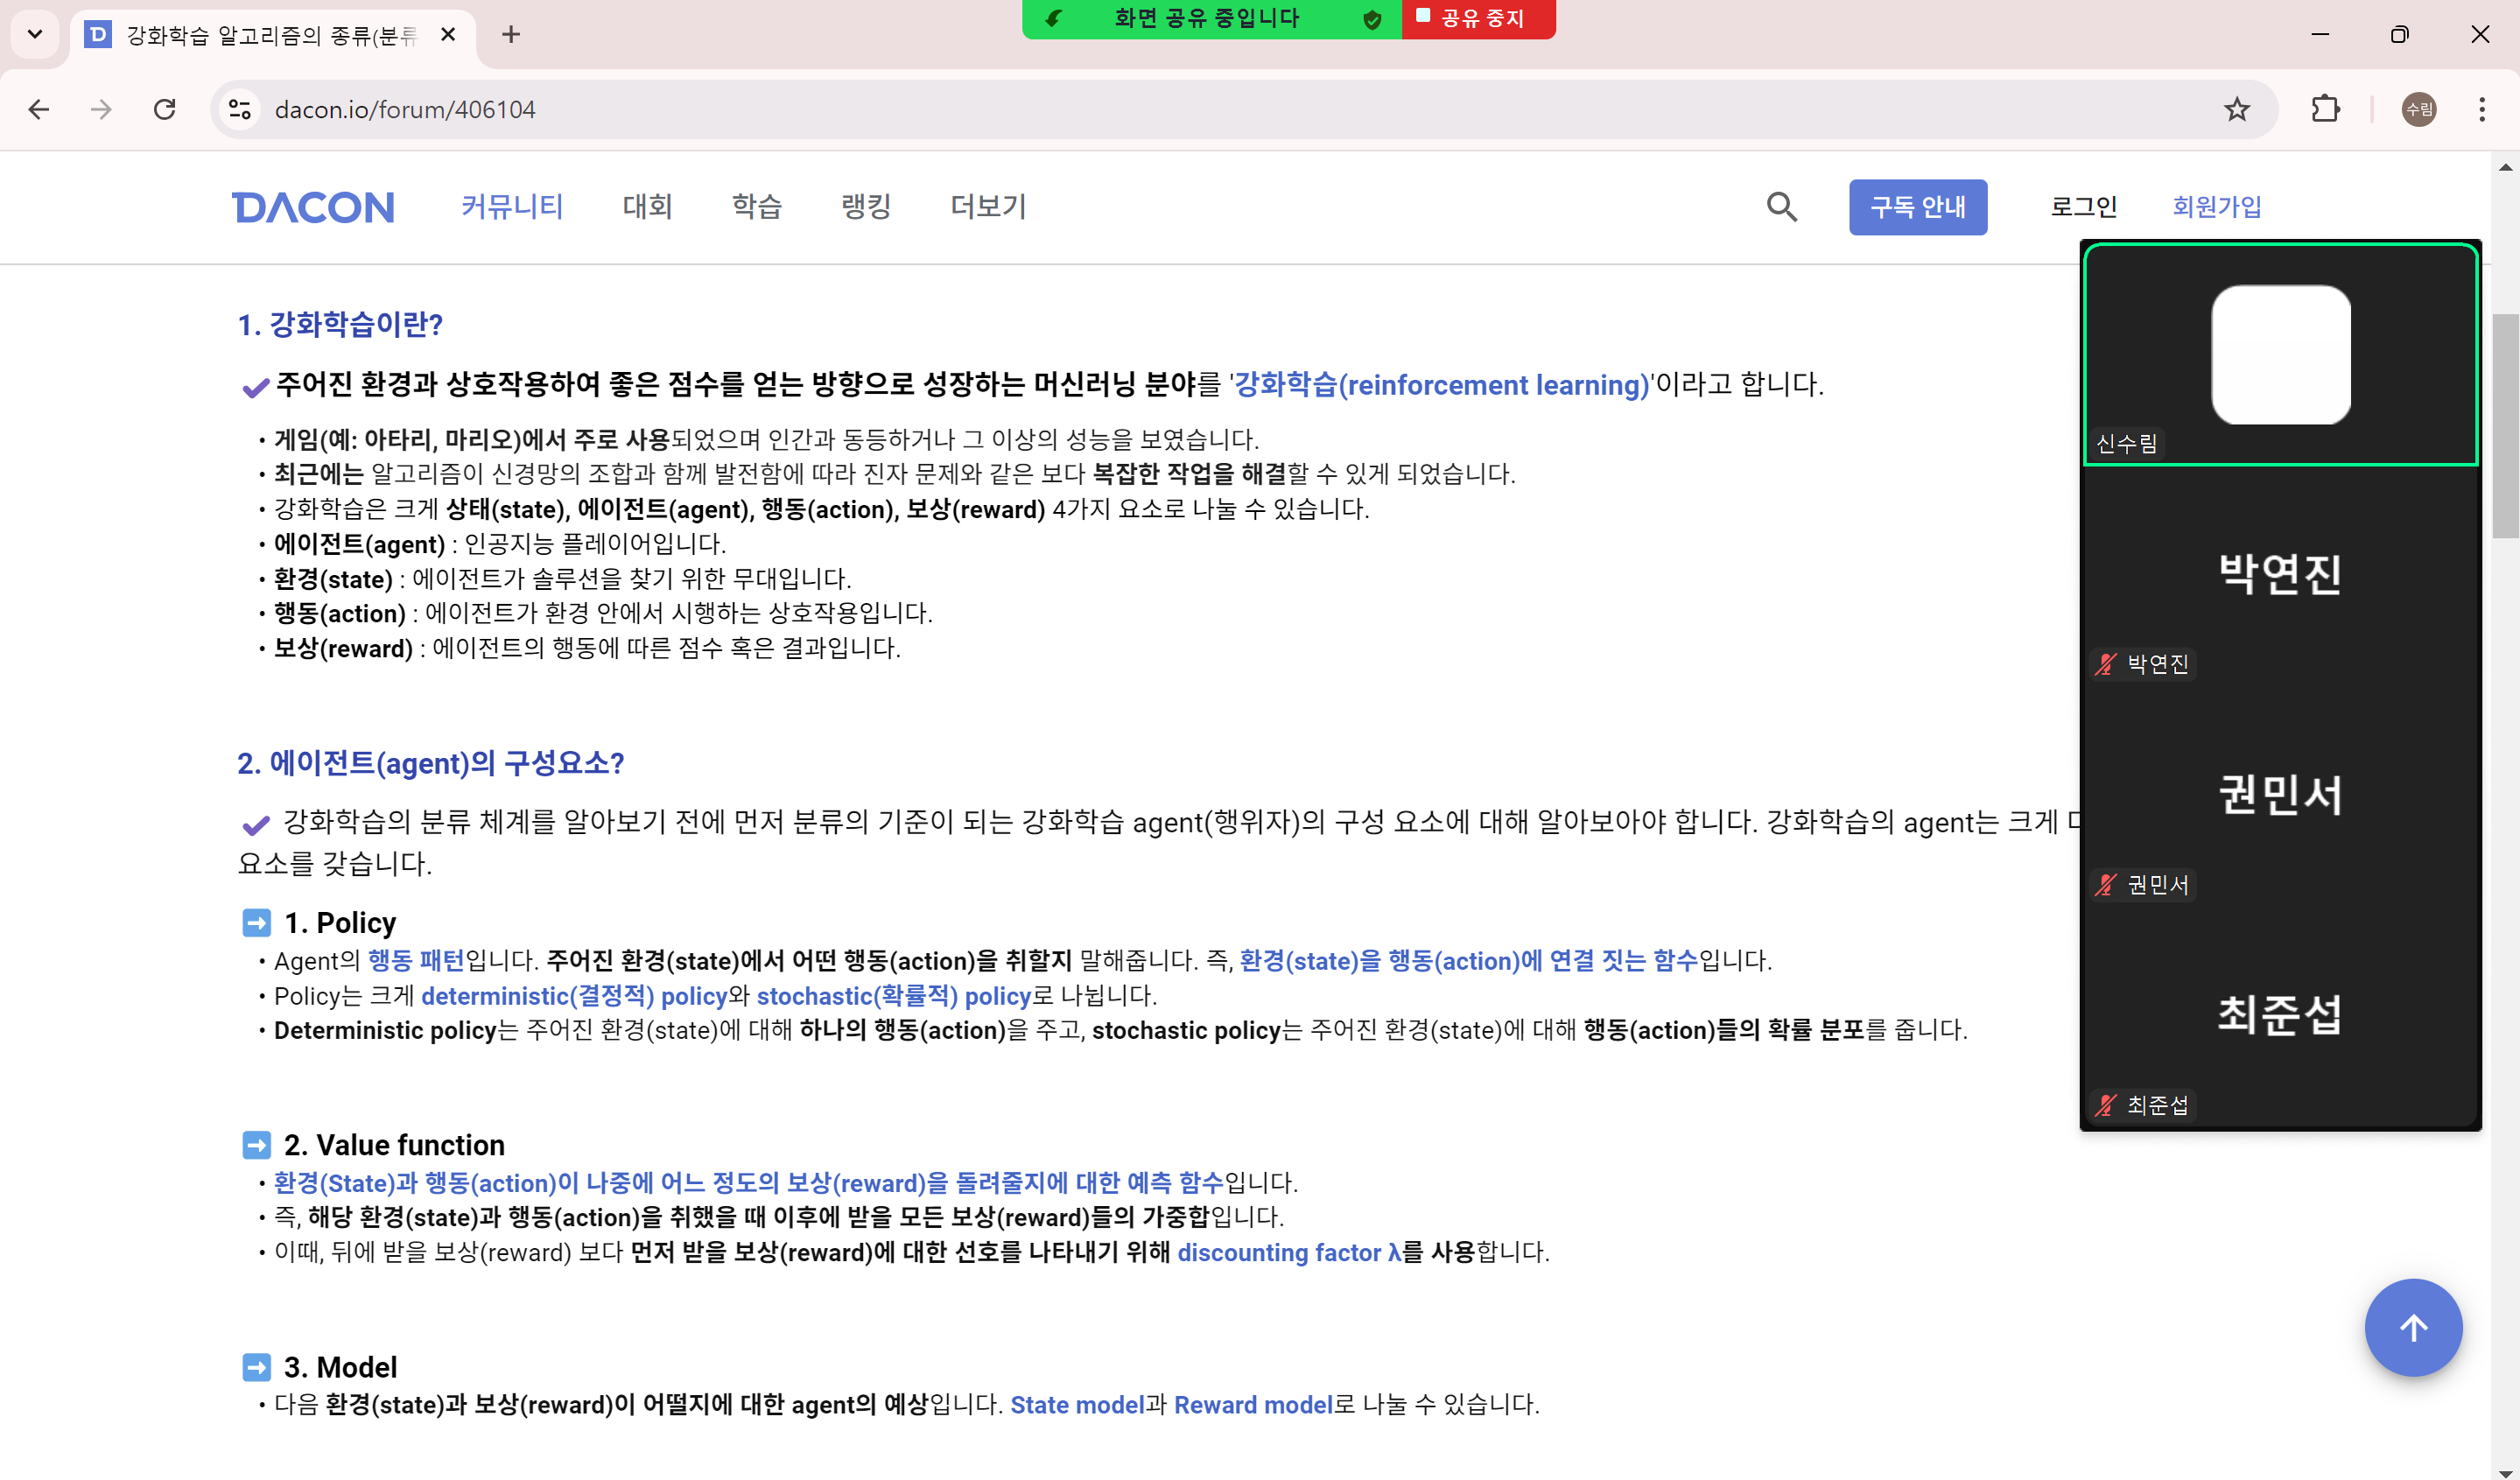 강화학습 알고리즘의 종류(분류
화면 공유 중입니다
공유 중지
dacon.io/forum/406104
수림
DACON
커뮤니티
대회
학습
랭킹
더보기
구독 안내
로그인
회원가입
1. 강화학습이란?
주어진 환경과 상호작용하여 좋은 점수를 얻는 방향으로 성장하는 머신러닝 분야를 '강화학습(reinforcement learning)'이라고 합니다.
• 게임(예: 아타리, 마리오)에서 주로 사용되었으며 인간과 동등하거나 그 이상의 성능을 보였습니다.
• 최근에는 알고리즘이 신경망의 조합과 함께 발전함에 따라 진자 문제와 같은 보다 복잡한 작업을 해결할 수 있게 되었습니다.
• 강화학습은 크게 상태(state), 에이전트(agent), 행동(action), 보상(reward) 4가지 요소로 나눌 수 있습니다.
• 에이전트(agent) : 인공지능 플레이어입니다.
• 환경(state) : 에이전트가 솔루션을 찾기 위한 무대입니다.
• 행동(action) : 에이전트가 환경 안에서 시행하는 상호작용입니다.
• 보상(reward) : 에이전트의 행동에 따른 점수 혹은 결과입니다.
2. 에이전트(agent)의 구성요소?
강화학습의 분류 체계를 알아보기 전에 먼저 분류의 기준이 되는 강화학습 agent(행위자)의 구성 요소에 대해 알아보아야 합니다. 강화학습의 agent는 크게
요소를 갖습니다.
1. Policy
• Agent의 행동 패턴입니다. 주어진 환경(state)에서 어떤 행동(action)을 취할지 말해줍니다. 즉, 환경(state)을 행동(action)에 연결 짓는 함수입니다.
• Policy는 크게 deterministic(결정적) policy와 stochastic(확률적) policy로 나뉩니다.
• Deterministic policy는 주어진 환경(state)에 대해 하나의 행동(action)을 주고, stochastic policy는 주어진 환경(state)에 대해 행동(action)들의 확률 분포를 줍니다.
2. Value function
• 환경(State)과 행동(action)이 나중에 어느 정도의 보상(reward)을 돌려줄지에 대한 예측 함수입니다.
• 즉, 해당 환경(state)과 행동(action)을 취했을 때 이후에 받을 모든 보상(reward)들의 가중합입니다.
• 이때, 뒤에 받을 보상(reward) 보다 먼저 받을 보상(reward)에 대한 선호를 나타내기 위해 discounting factor λ를 사용합니다.
3. Model
• 다음 환경(state)과 보상(reward)이 어떨지에 대한 agent의 예상입니다. State model과 Reward model로 나눌 수 있습니다.
신수림
박연진
박연진
권민서
권민서
최준섭
최준섭